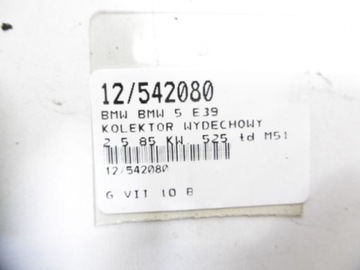 12/542080
BMW BMW 5 E39
KOLEKTOR WYDECHOWY
2 5 85 KW. 525 td M51
12/542080
G VII 10 B